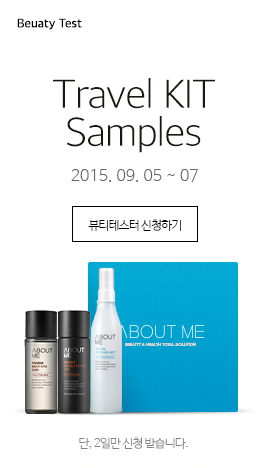 Beuaty Test
Travel KIT
Samples
2015. 09. 05 ~ 07
뷰티테스터 신청하기
ABOUT ME
BEAUTY & HEALTH TOTAL SOLUTION
ABOUT
ME
ABOUT
ME
ABOUT
ME
단, 2일만 신청 받습니다.